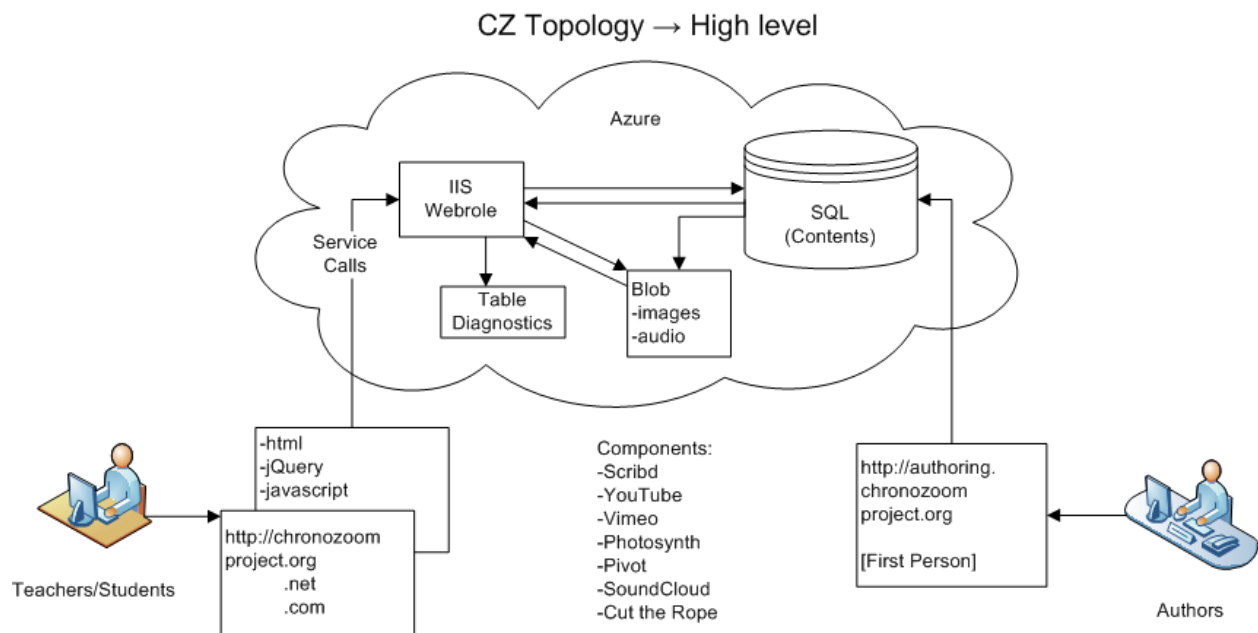 CZ Topology → High level
Azure
IIS
Webrole
SQL
(Contents)
Service
Calls
Table
Diagnostics
Blob
-images
-audio
-html
-jQuery
-javascript
http://chronozoom
project.org
.net
.com
Teachers/Students
Components:
-Scribd
-YouTube
-Vimeo
-Photosynth
-Pivot
-SoundCloud
-Cut the Rope
http://authoring.
chronozoom
project.org
[First Person]
Authors